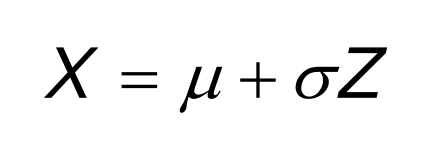 X = μ + σZ